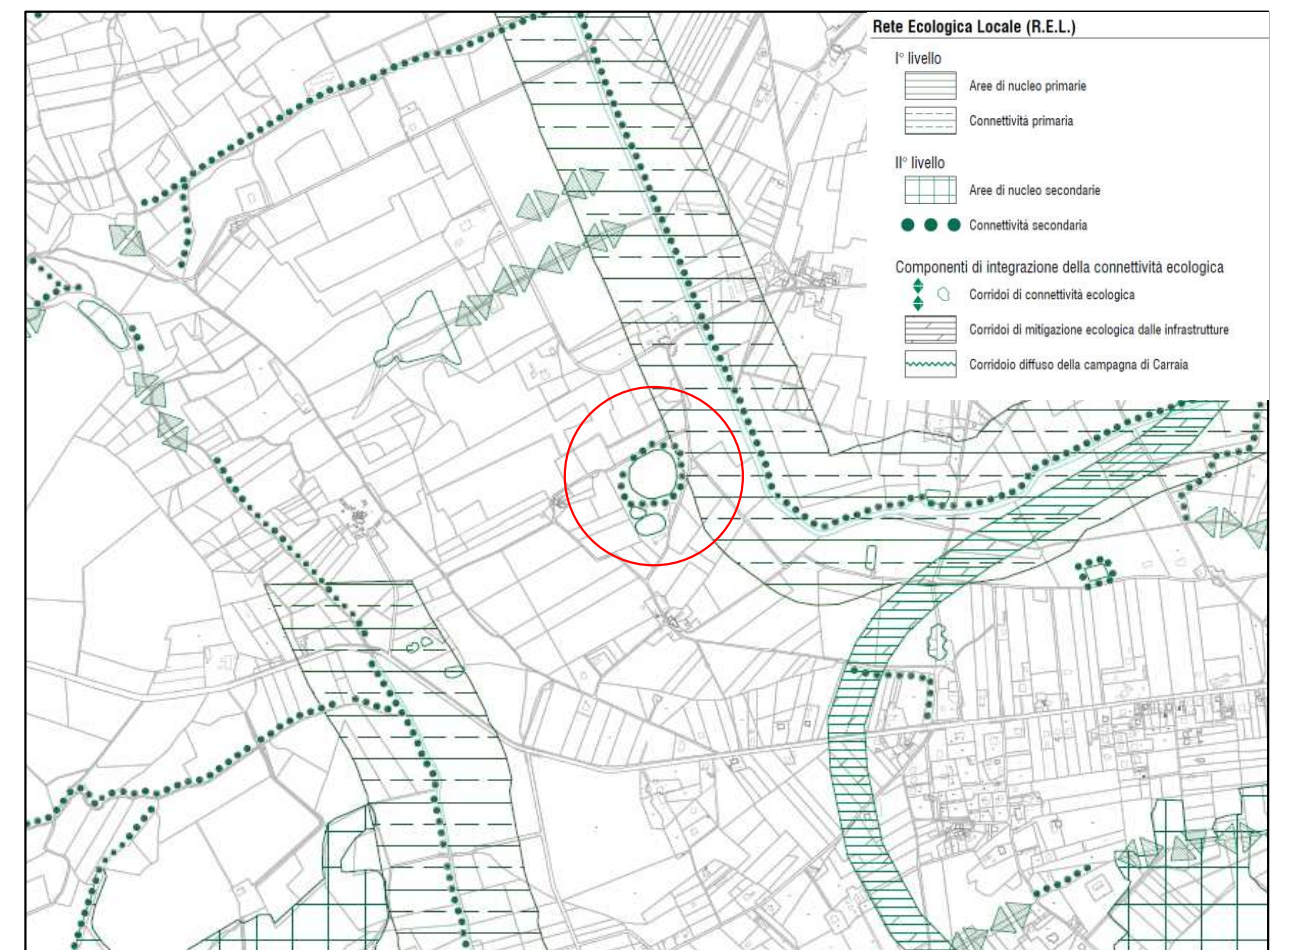 Rete Ecologica Locale (R.E.L.)
I° livello
Aree di nucleo primarie
Connettività primaria
II° livello
Aree di nucleo secondarie
Connettività secondaria
Componenti di integrazione della connettività ecologica
Corridoi di connettività ecologica
Corridoi di mitigazione ecologica dalle infrastrutture
Corridoio diffuso della campagna di Carraia